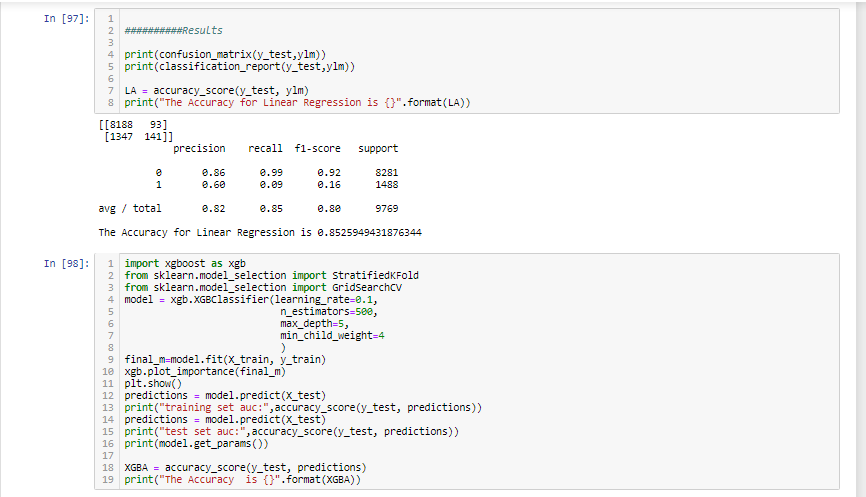 In [97]:
1
2 ##########Results
3
4 print(confusion_matrix(y_test,ylm))
5 print(classification_report(y_test,ylm))
6
7 LA = accuracy_score(y_test, ylm)
8 print("The Accuracy for Linear Regression is {}".format(LA))
[[8188   93]
 [1347  141]]
precision    recall  f1-score   support
0       0.86      0.99      0.92      8281
1       0.60      0.09      0.16      1488
avg / total       0.82      0.85      0.80      9769
The Accuracy for Linear Regression is 0.8525949431876344
In [98]:
1 import xgboost as xgb
2 from sklearn.model_selection import StratifiedKFold
3 from sklearn.model_selection import GridSearchCV
4 model = xgb.XGBClassifier(learning_rate=0.1,
5                           n_estimators=500,
6                           max_depth=5,
7                           min_child_weight=4
8                           )
9 final_m=model.fit(X_train, y_train)
10 xgb.plot_importance(final_m)
11 plt.show()
12 predictions = model.predict(X_test)
13 print("training set auc:",accuracy_score(y_test, predictions))
14 predictions = model.predict(X_test)
15 print("test set auc:",accuracy_score(y_test, predictions))
16 print(model.get_params())
17
18 XGBA = accuracy_score(y_test, predictions)
19 print("The Accuracy  is {}".format(XGBA))